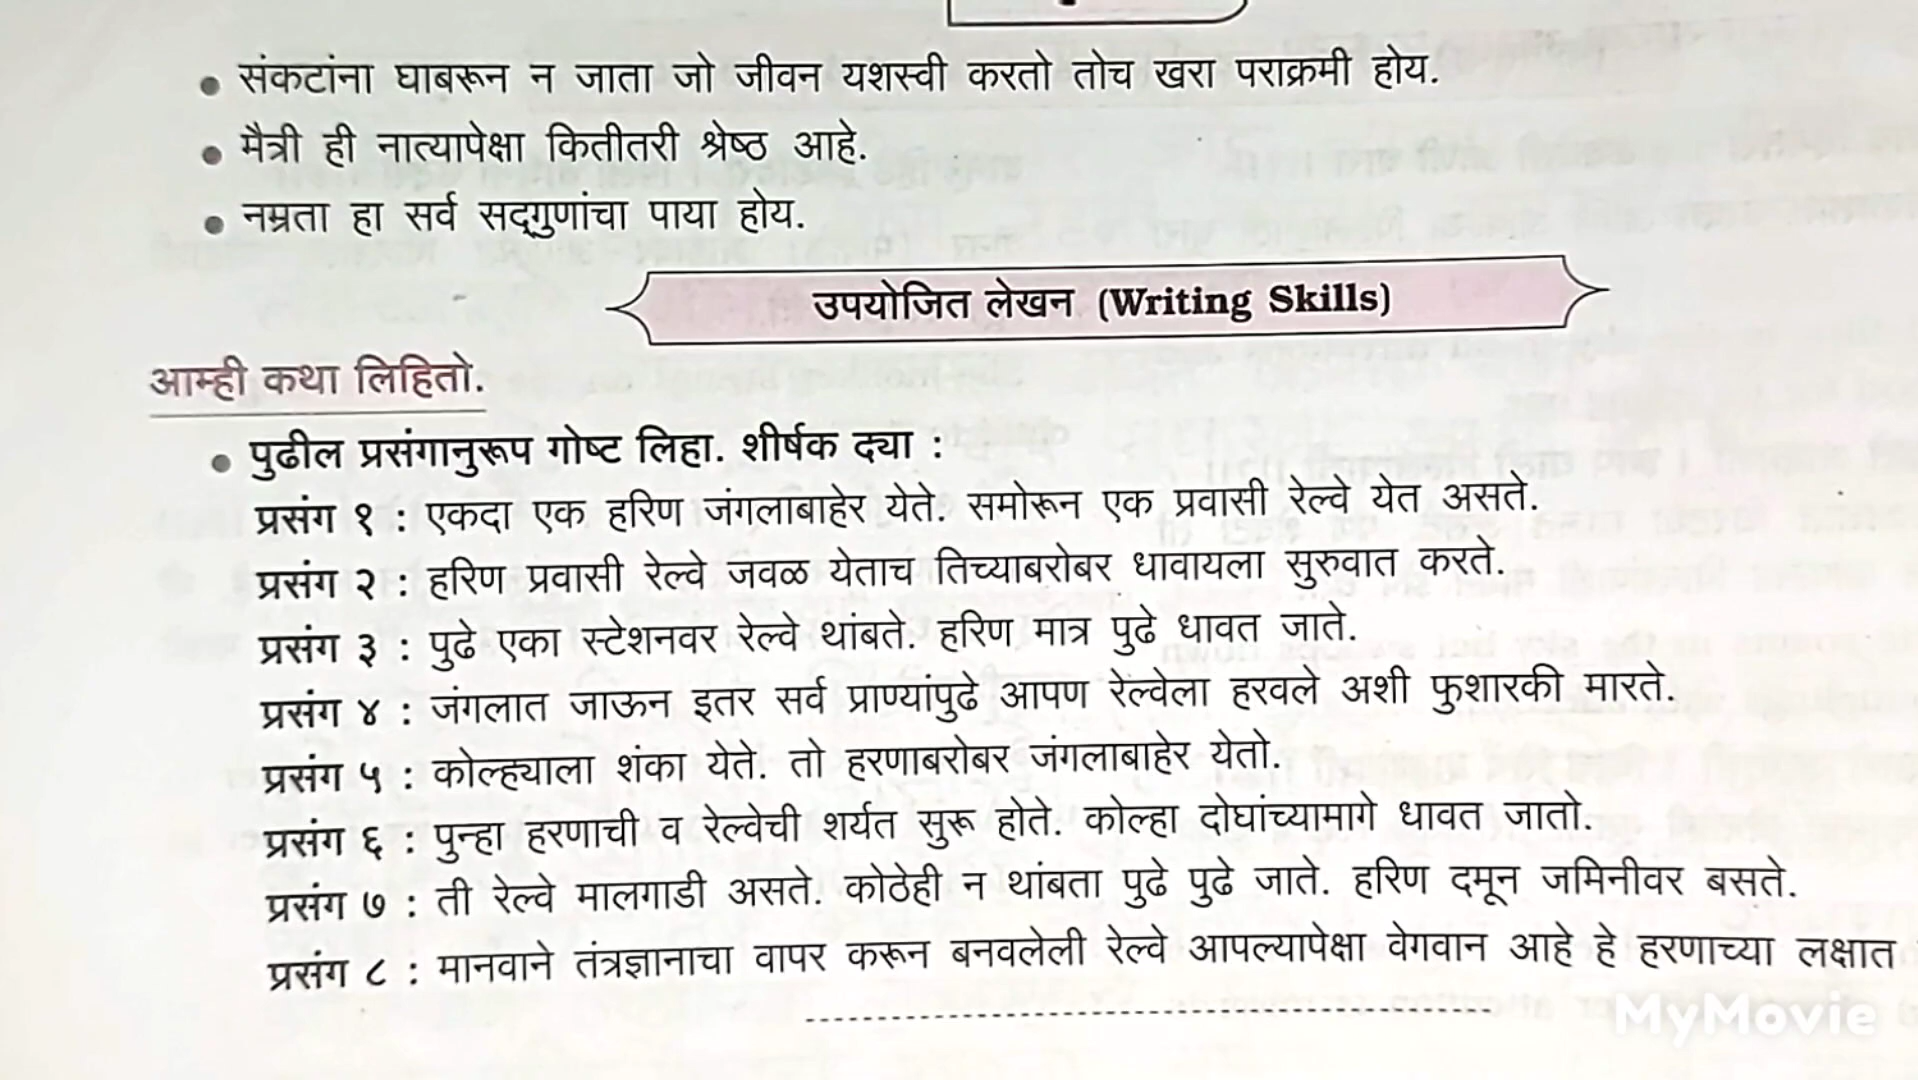 संकटांना घाबरून न जाता जो जीवन यशस्वी करतो तोच खरा पराक्रमी होय.
मैत्री ही नात्यापेक्षा कितीतरी श्रेष्ठ आहे.
नम्रता हा सर्व सद्‌गुणांचा पाया होय.
उपयोजित लेखन (Writing Skills)
आम्ही कथा लिहितो.
पुढील प्रसंगानुरूप गोष्ट लिहा. शीर्षक द्या :
प्रसंग १ : एकदा एक हरिण जंगलाबाहेर येते. समोरून एक प्रवासी रेल्वे येत असते.
प्रसंग २ : हरिण प्रवासी रेल्वे जवळ येताच तिच्याबरोबर धावायला सुरुवात करते.
प्रसंग ३ : पुढे एका स्टेशनवर रेल्वे थांबते. हरिण मात्र पुढे धावत जाते.
प्रसंग ४ : जंगलात जाऊन इतर सर्व प्राण्यांपुढे आपण रेल्वेला हरवले अशी फुशारकी मारते.
प्रसंग ५ : कोल्ह्याला शंका येते. तो हरणाबरोबर जंगलाबाहेर येतो.
प्रसंग ६ : पुन्हा हरणाची व रेल्वेची शर्यत सुरू होते. कोल्हा दोघांच्यामागे धावत जातो.
प्रसंग ७ : ती रेल्वे मालगाडी असते. कोठेही न थांबता पुढे पुढे जाते. हरिण दमून जमिनीवर बसते.
प्रसंग ८ : मानवाने तंत्रज्ञानाचा वापर करून बनवलेली रेल्वे आपल्यापेक्षा वेगवान आहे हे हरणाच्या लक्षात
MyMovie